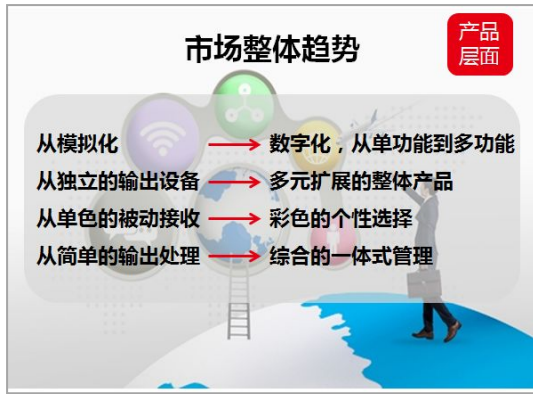 市场整体趋势
产品
层面
从模拟化 → 数字化，从单功能到多功能
从独立的输出设备 → 多元扩展的整体产品
从单色的被动接收 → 彩色的个性选择
从简单的输出处理 → 综合的一体式管理